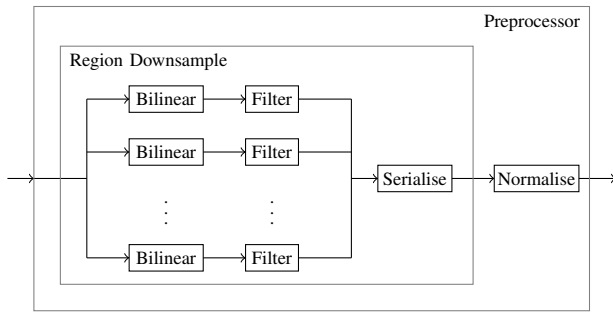 Preprocessor
Region Downsample
Bilinear Filter
Bilinear Filter
Serialise Normalise
Bilinear Filter